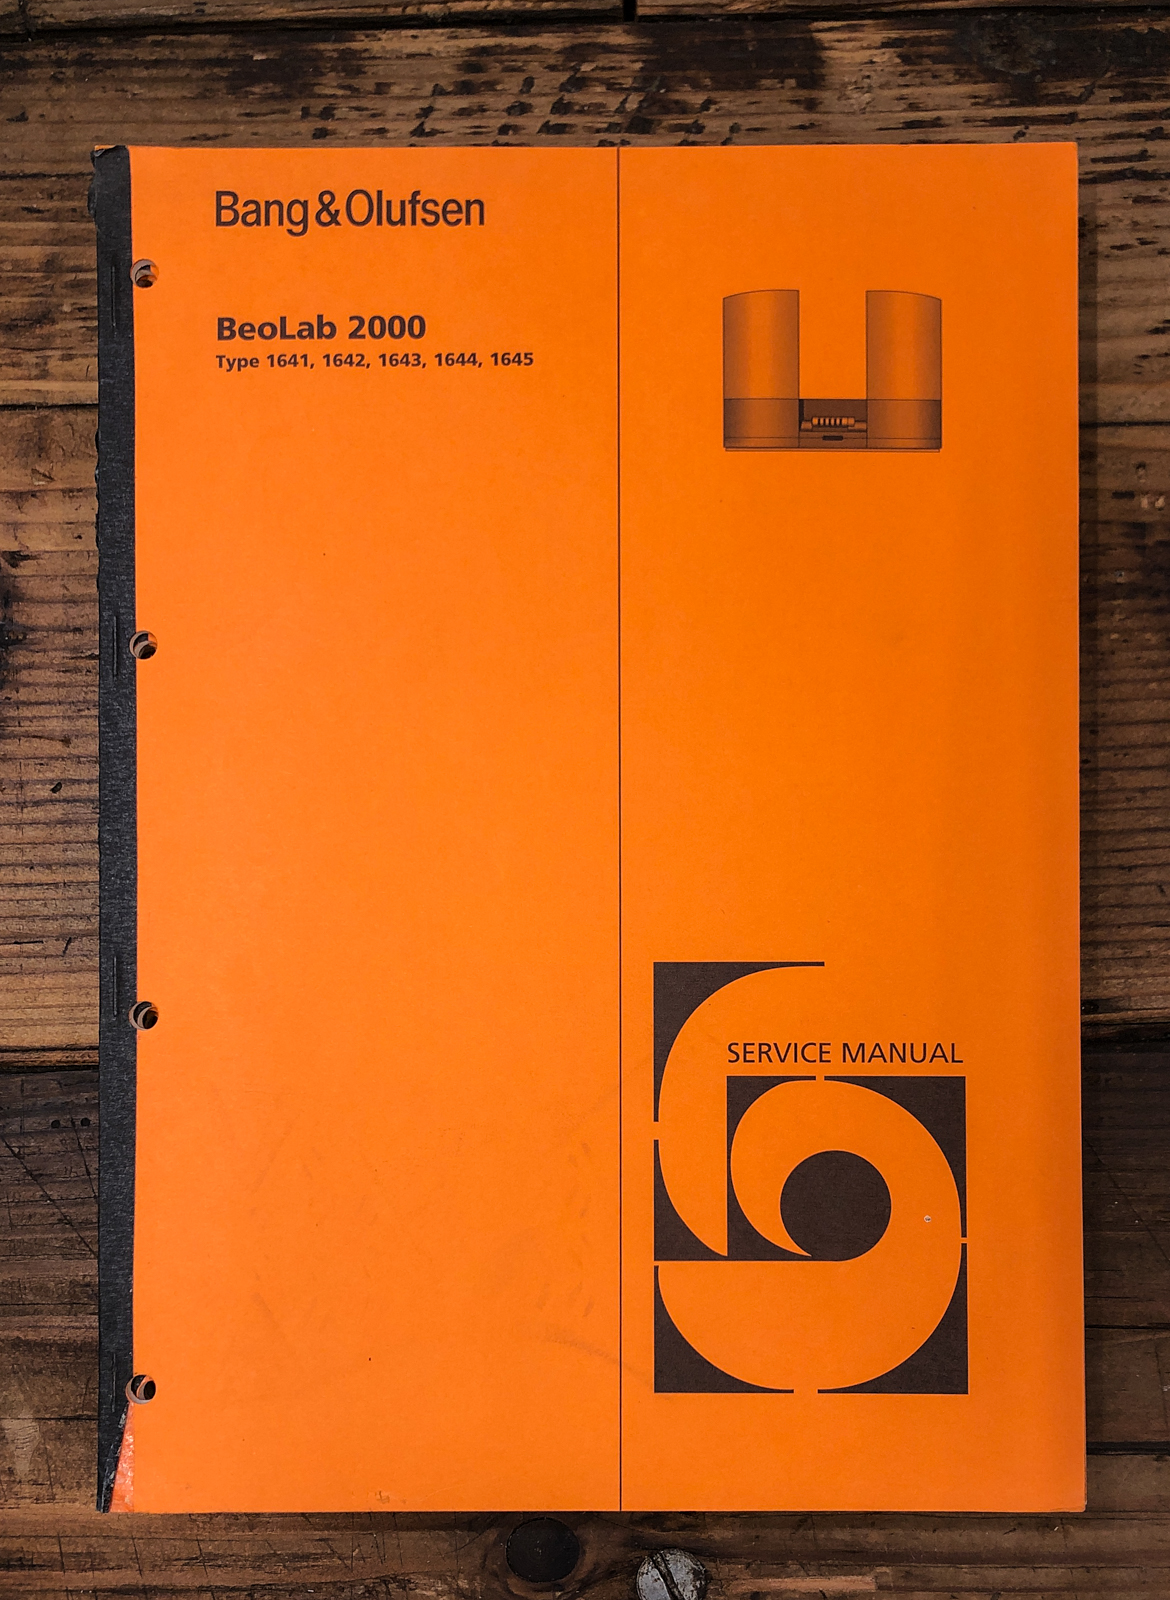 Bang & Olufsen
BeoLab 2000
Type 1641, 1642, 1643, 1644, 1645
SERVICE MANUAL